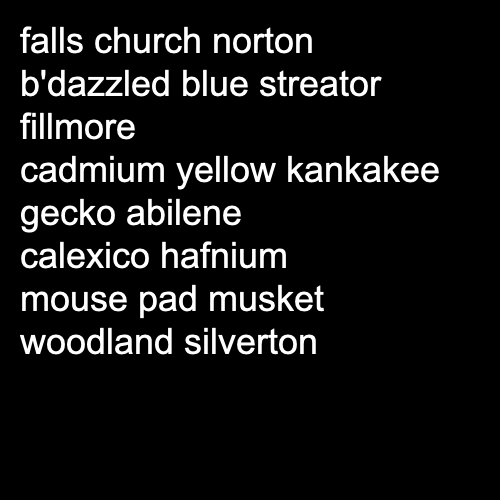 falls church norton
b'dazzled blue streator
fillmore
cadmium yellow kankakee
gecko abilene
calexico hafnium
mouse pad musket
woodland silverton